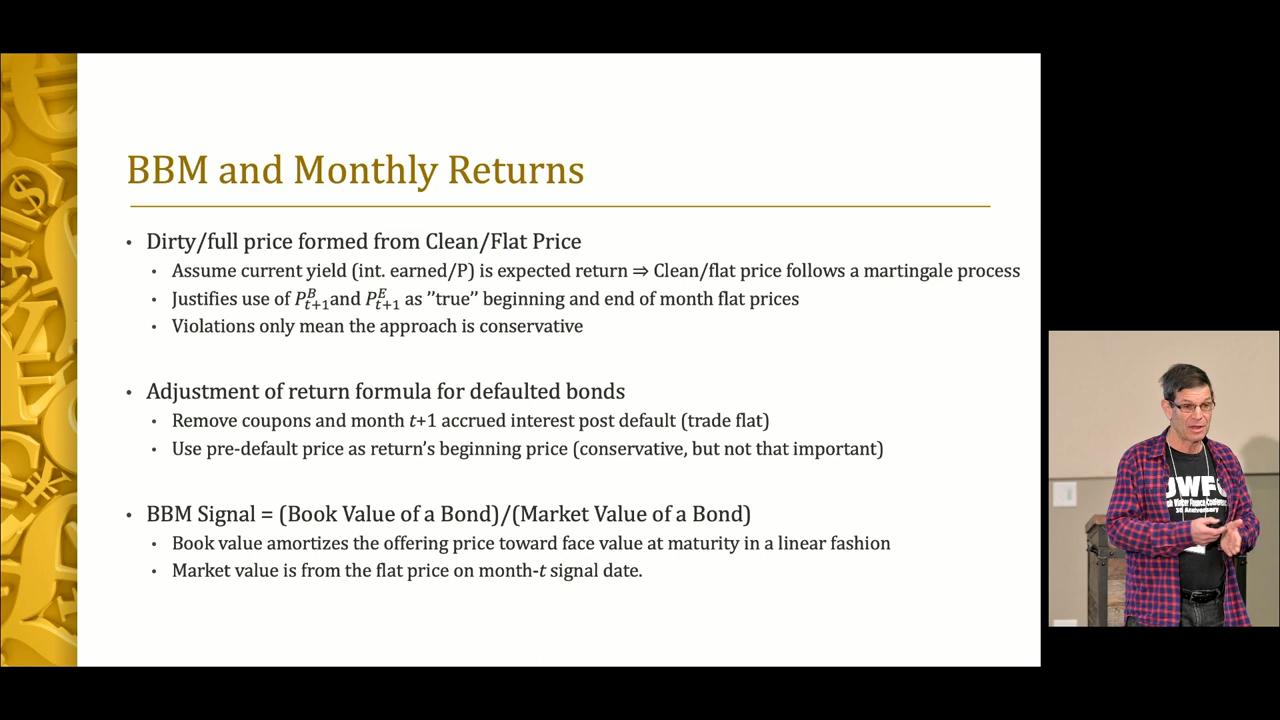 BBM and Monthly Returns
• Dirty/full price formed from Clean/Flat Price
• Assume current yield (int. earned/P) is expected return ⇒ Clean/flat price follows a martingale process
• Justifies use of $P_{t+1}^{B}$and $P_{t+1}^{E}$ as ”true” beginning and end of month flat prices
• Violations only mean the approach is conservative
• Adjustment of return formula for defaulted bonds
• Remove coupons and month t+1 accrued interest post default (trade flat)
• Use pre-default price as return’s beginning price (conservative, but not that important)
• BBM Signal = (Book Value of a Bond)/(Market Value of a Bond)
• Book value amortizes the offering price toward face value at maturity in a linear fashion
• Market value is from the flat price on month-t signal date.
Anniversary